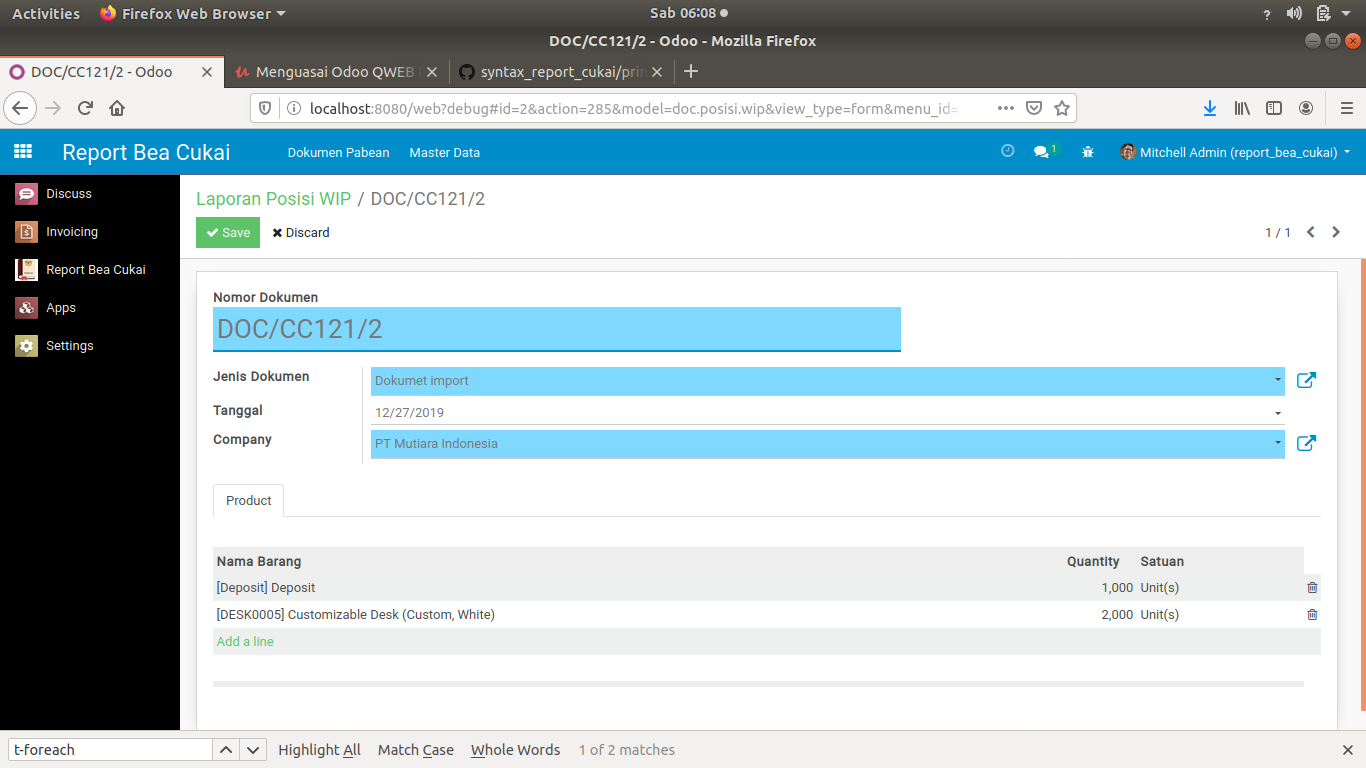 Activities Firefox Web Browser Sab 06:08
DOC/CC121/2 - Odoo - Mozilla Firefox
DOC/CC121/2 - Odoo Menguasai Odoo QWEB syntax_report_cukai/prin
localhost:8080/web?debug#id=2&action=285&model=doc.posisi.wip&view_type=form&menu_id=
Report Bea Cukai Dokumen Pabean Master Data 1 Mitchell Admin (report_bea_cukai)
Discuss
Invoicing
Report Bea Cukai
Apps
Settings
Laporan Posisi WIP / DOC/CC121/2
Save Discard 1 / 1
Nomor Dokumen
DOC/CC121/2
Jenis Dokumen Dokumet import
Tanggal 12/27/2019
Company PT Mutiara Indonesia
Product
Nama Barang Quantity Satuan
[Deposit] Deposit 1,000 Unit(s)
[DESK0005] Customizable Desk (Custom, White) 2,000 Unit(s)
Add a line
t-foreach Highlight All Match Case Whole Words 1 of 2 matches